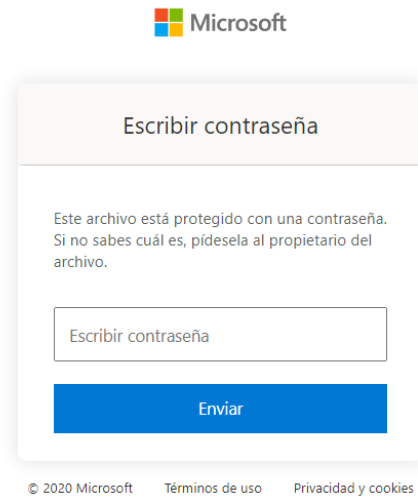 Microsoft
Escribir contraseña
Este archivo está protegido con una contraseña.
Si no sabes cuál es, pídesela al propietario del
archivo.
Escribir contraseña
Enviar
© 2020 Microsoft Términos de uso Privacidad y cookies